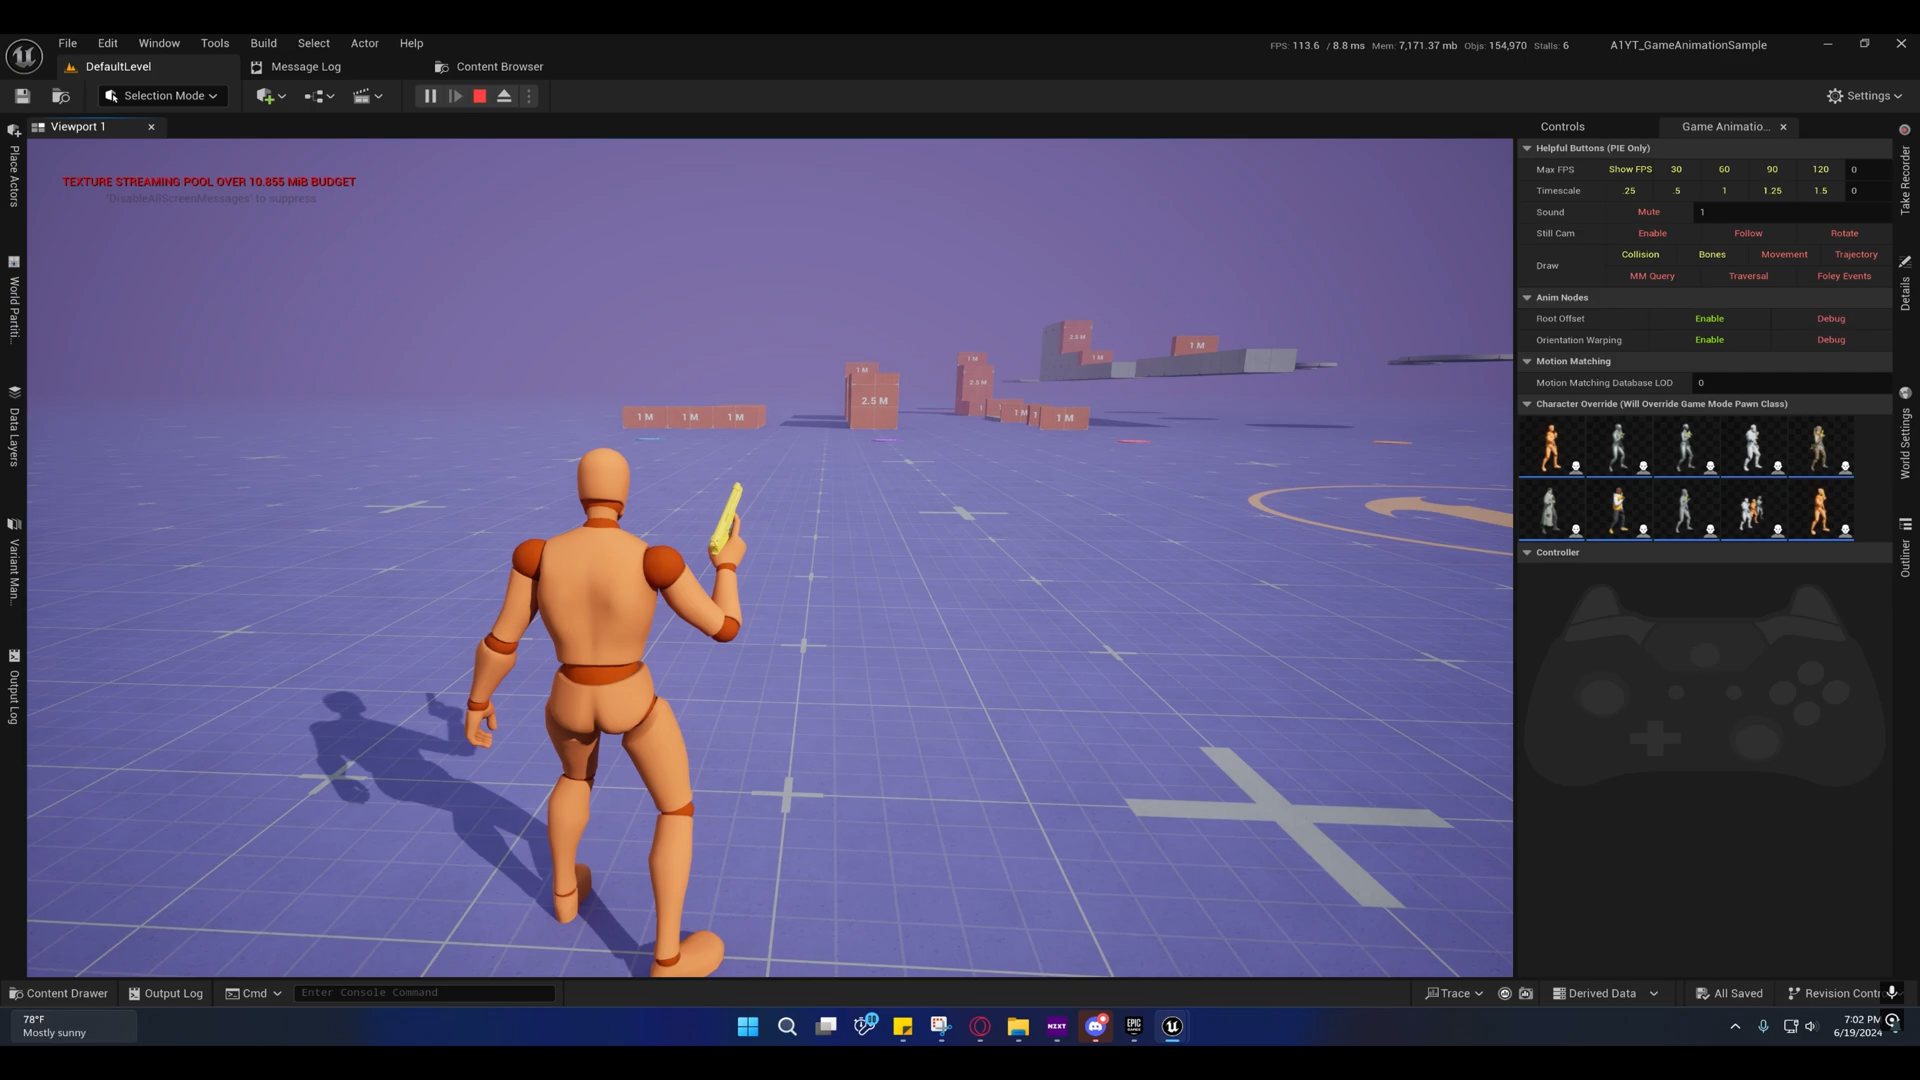 File Edit Window Tools Build Select Actor Help
FPS: 113.6 / 8.8 ms Mem: 7,171.37 mb Objs: 154,970 Stalls: 6
A1YT_GameAnimationSample
DefaultLevel
Message Log
Content Browser
Selection Mode
Settings
Viewport 1
Controls
Game Animatio...
Place Actors
World Partiti...
Data Layers
Variant Man...
Output Log
TEXTURE STREAMING POOL OVER 10.855 MiB BUDGET
'DisableAllScreenMessages' to suppress
1 M
1 M
1 M
1 M
2.5 M
1 M
2.5 M
1
1 M
1
1 M
2.5 M
1 M
1 M
Helpful Buttons (PIE Only)
Max FPS Show FPS 30 60 90 120 0
Timescale .25 .5 1 1.25 1.5 0
Sound Mute 1
Still Cam Enable Follow Rotate
Draw
Collision Bones Movement Trajectory
MM Query Traversal Foley Events
Anim Nodes
Root Offset Enable Debug
Orientation Warping Enable Debug
Motion Matching
Motion Matching Database LOD 0
Character Override (Will Override Game Mode Pawn Class)
Controller
Take Recorder
Details
World Settings
Outliner
Content Drawer
Output Log
Cmd
Enter Console Command
Trace
Derived Data
All Saved
Revision Contr
78°F
Mostly sunny
NZXT
EPIC
GAMES
7:02 PM
6/19/2024